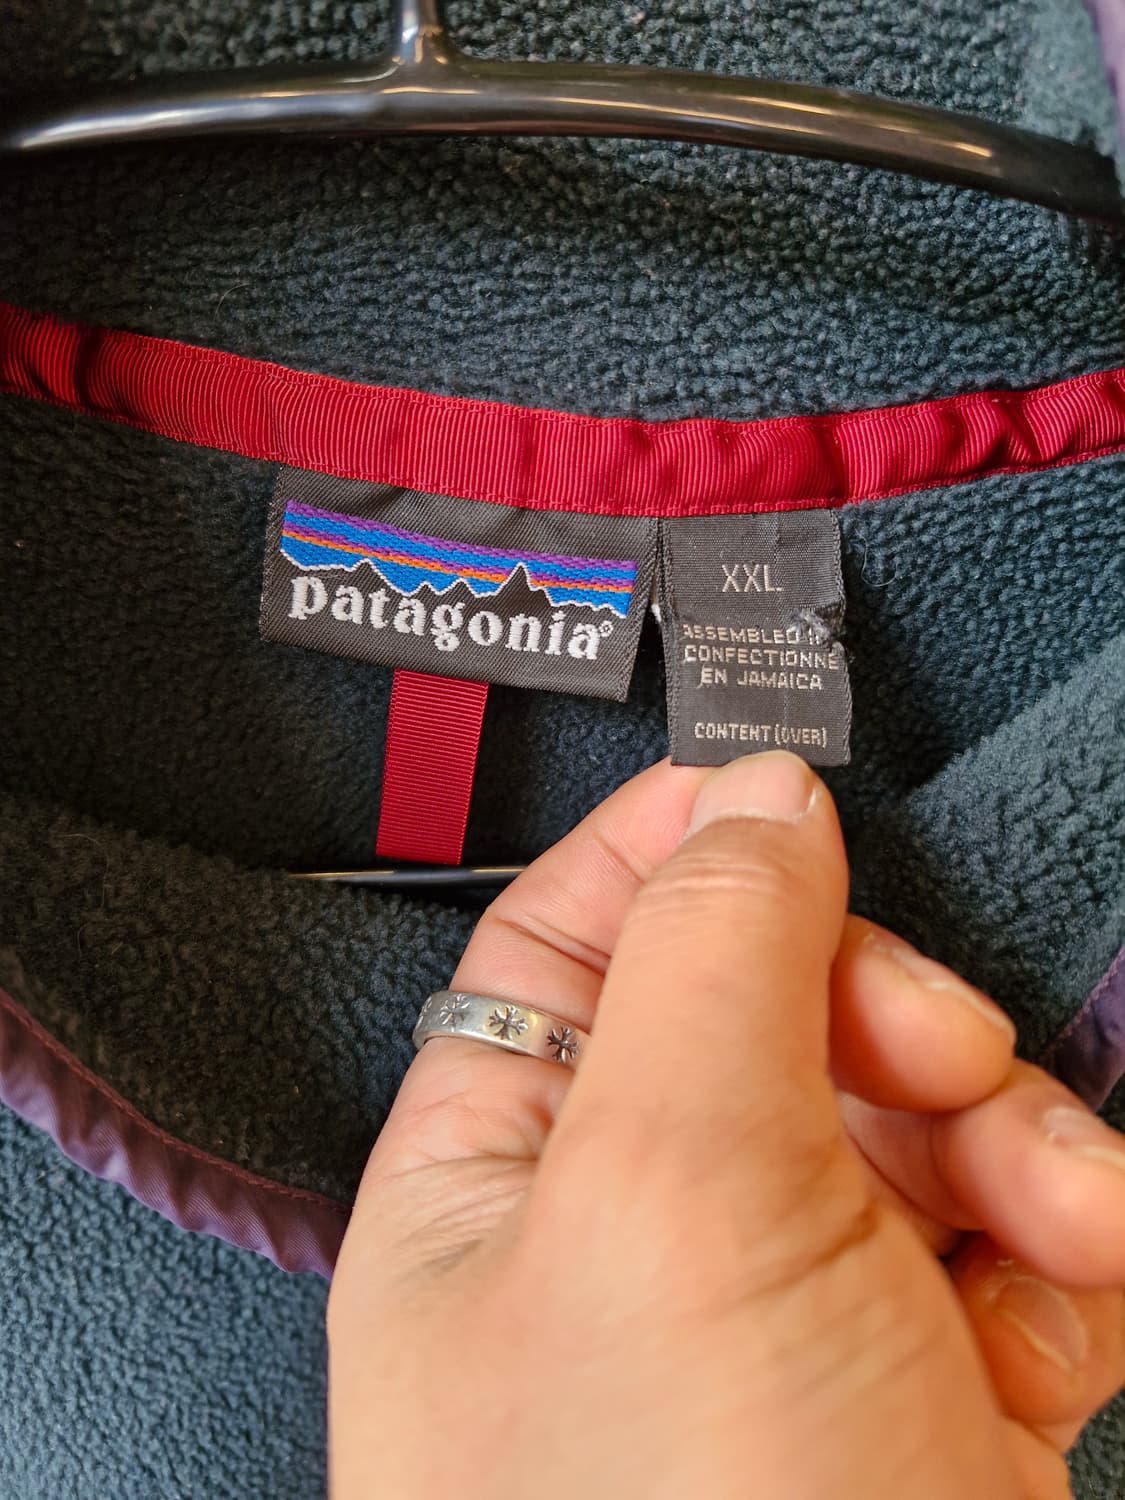 patagonia®
XXL
ASSEMBLED
CONFECTIONNE
EN JAMAICA
CONTENT (OVER)